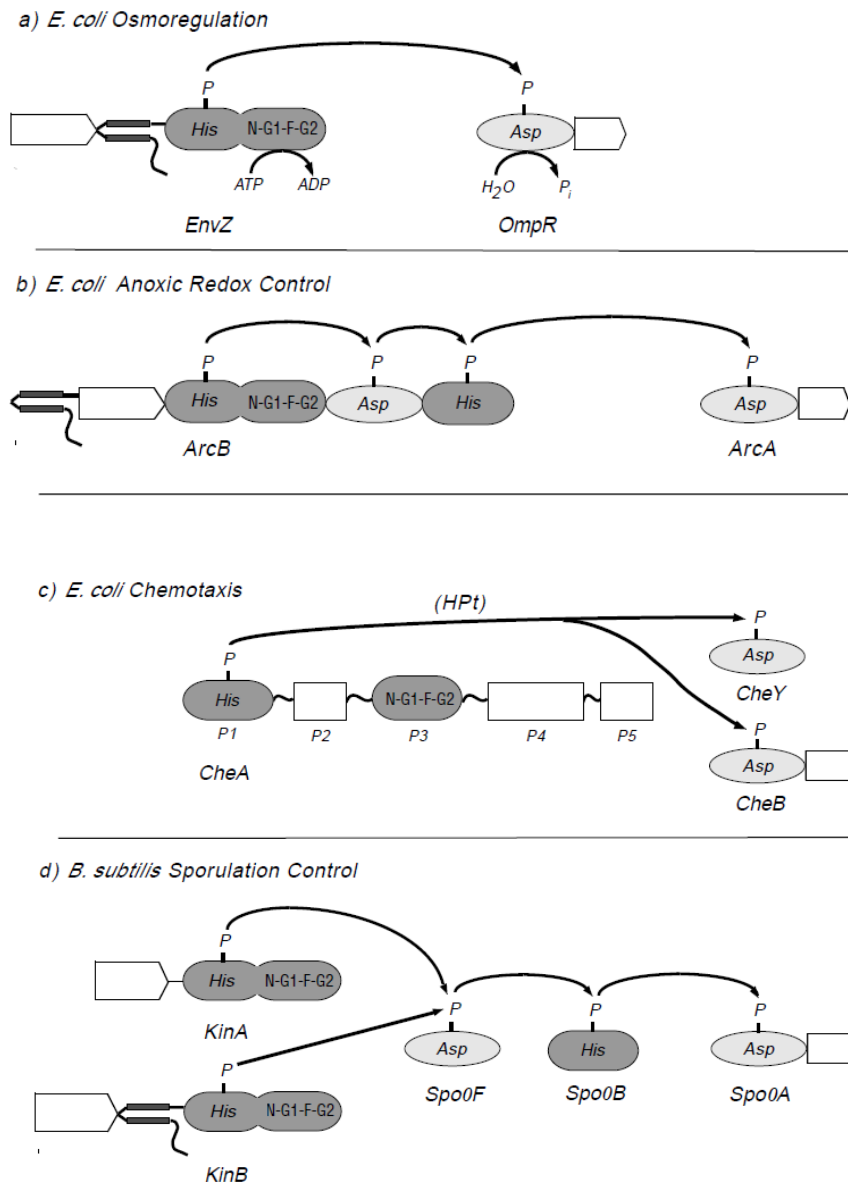 a) E. coli Osmoregulation
P P
His N-G1-F-G2 Asp
ATP ADP H2O Pi
EnvZ OmpR
b) E. coli Anoxic Redox Control
P P P P
His N-G1-F-G2 Asp His Asp
ArcB ArcA
c) E. coli Chemotaxis
(HPt)
P P
His N-G1-F-G2 Asp
P1 P2 P3 P4 P5 CheY
P
CheA Asp
CheB
d) B. subtilis Sporulation Control
P
His N-G1-F-G2
KinA P P P
Asp His Asp
P Spo0F Spo0B Spo0A
His N-G1-F-G2
KinB